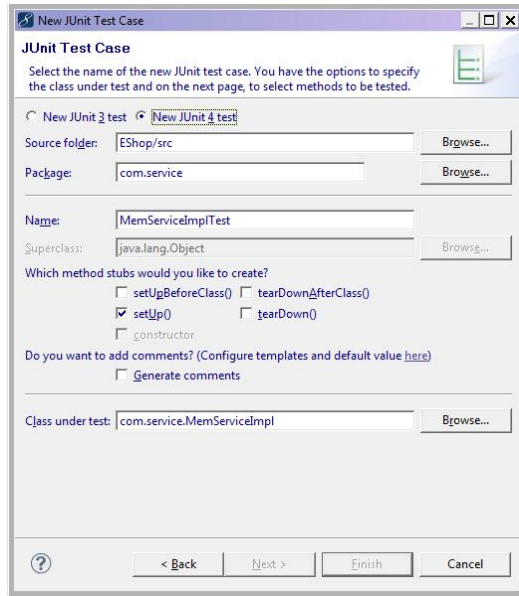 New JUnit Test Case
JUnit Test Case
Select the name of the new JUnit test case. You have the options to specify
the class under test and on the next page, to select methods to be tested.
New JUnit 3 test New JUnit 4 test
Source folder: EShop/src Browse...
Package: com.service Browse...
Name: MemServiceImplTest
Superclass: java.lang.Object Browse...
Which method stubs would you like to create?
setUpBeforeClass() tearDownAfterClass()
setUp() tearDown()
constructor
Do you want to add comments? (Configure templates and default value here)
Generate comments
Class under test: com.service.MemServiceImpl Browse...
? < Back Next > Finish Cancel